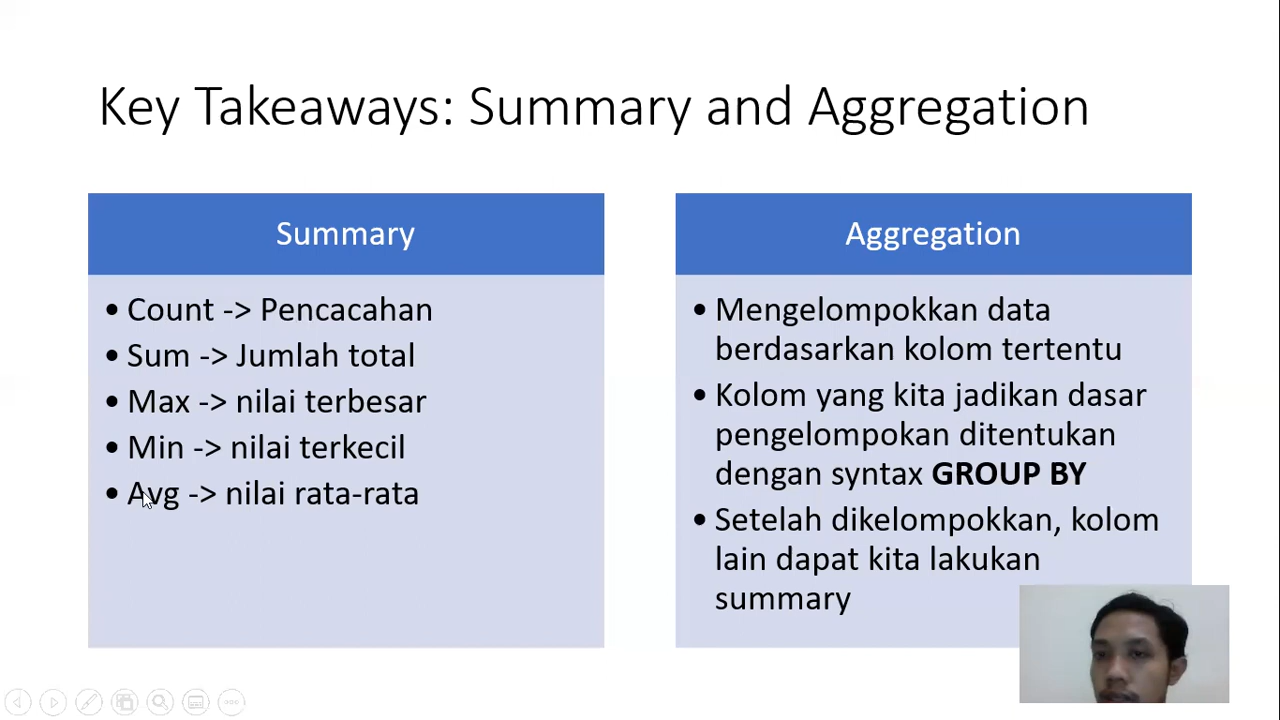 Key Takeaways: Summary and Aggregation
Summary
• Count -> Pencacahan
• Sum -> Jumlah total
• Max -> nilai terbesar
• Min -> nilai terkecil
• Avg -> nilai rata-rata
Aggregation
• Mengelompokkan data
berdasarkan kolom tertentu
• Kolom yang kita jadikan dasar
pengelompokan ditentukan
dengan syntax GROUP BY
• Setelah dikelompokkan, kolom
lain dapat kita lakukan
summary